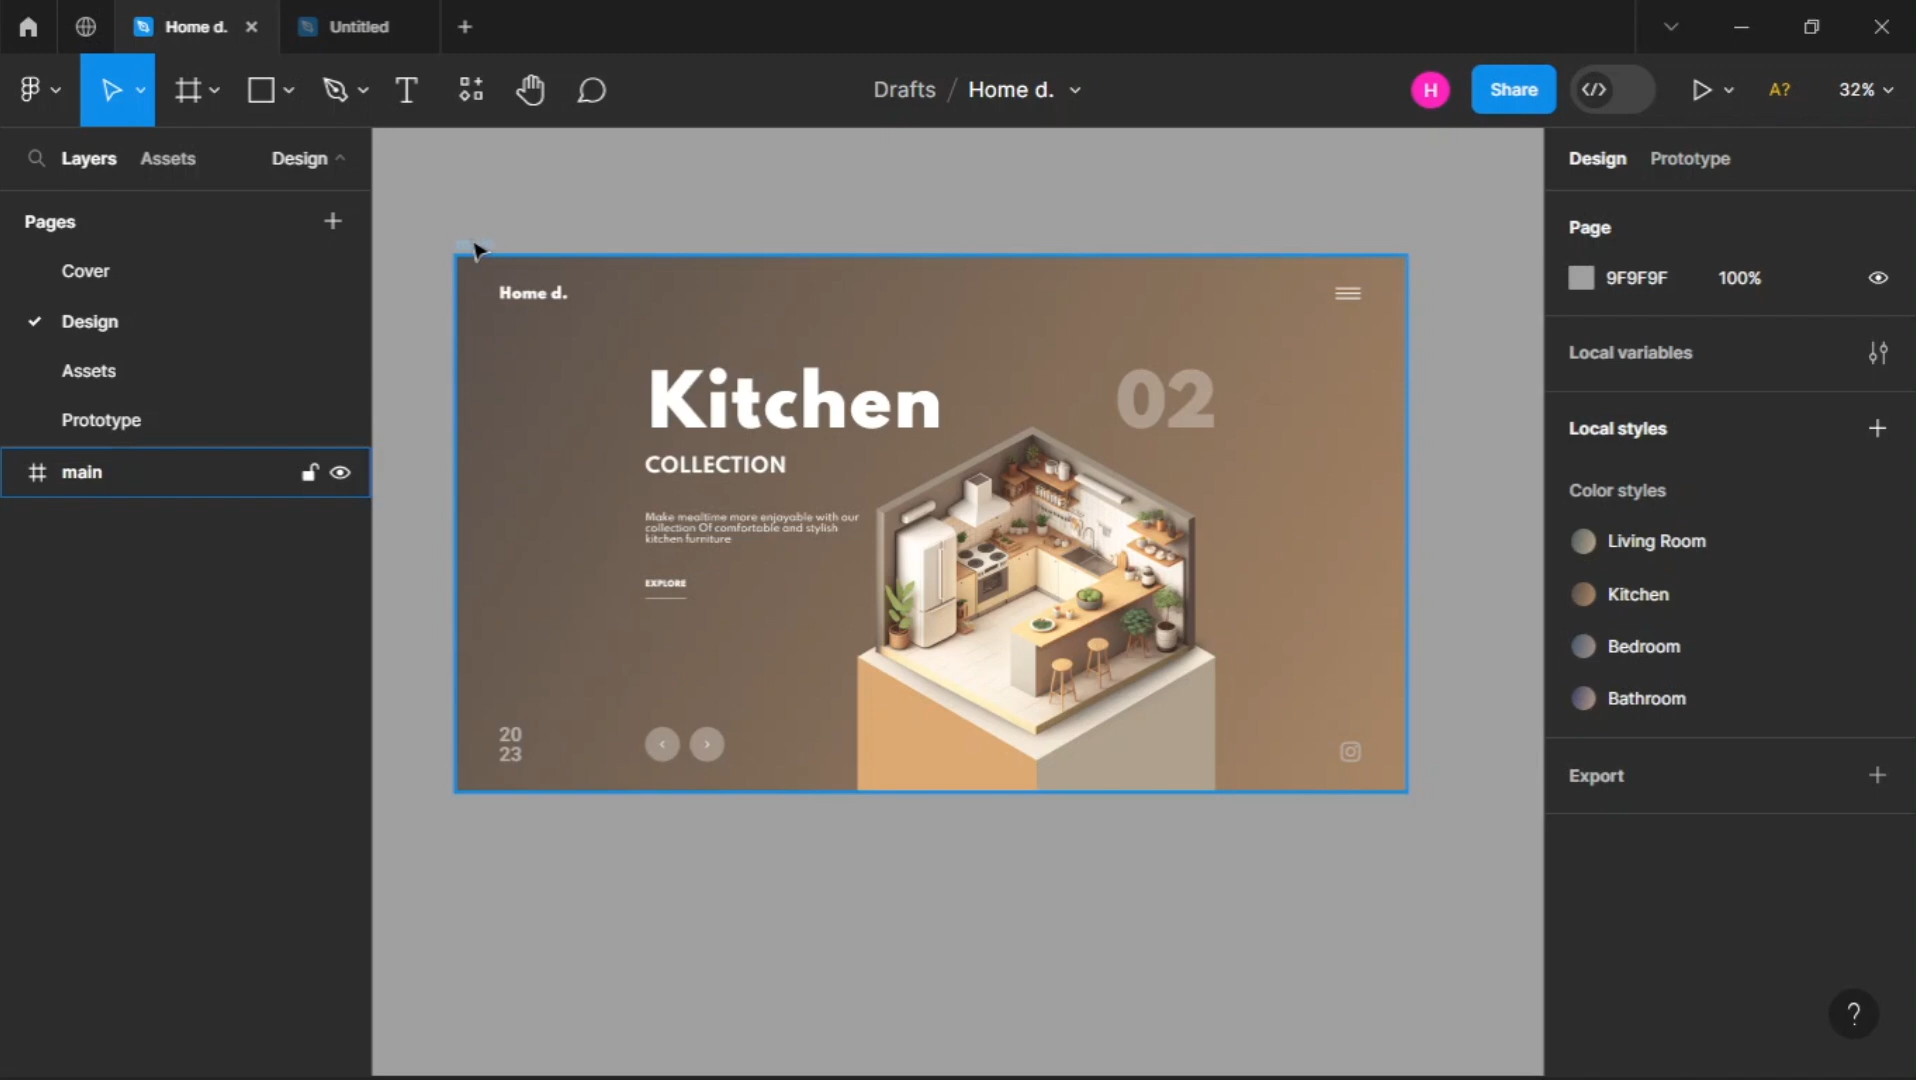 Home d.
Untitled
Drafts / Home d.
H
Share
A?
32%
Layers
Assets
Design
Pages
Cover
Design
Assets
Prototype
main
Home d.
Kitchen
02
COLLECTION
Make mealtime more enjoyable with our
collection Of comfortable and stylish
kitchen furniture
EXPLORE
20
23
Design
Prototype
Page
9F9F9F
100%
Local variables
Local styles
Color styles
Living Room
Kitchen
Bedroom
Bathroom
Export
?